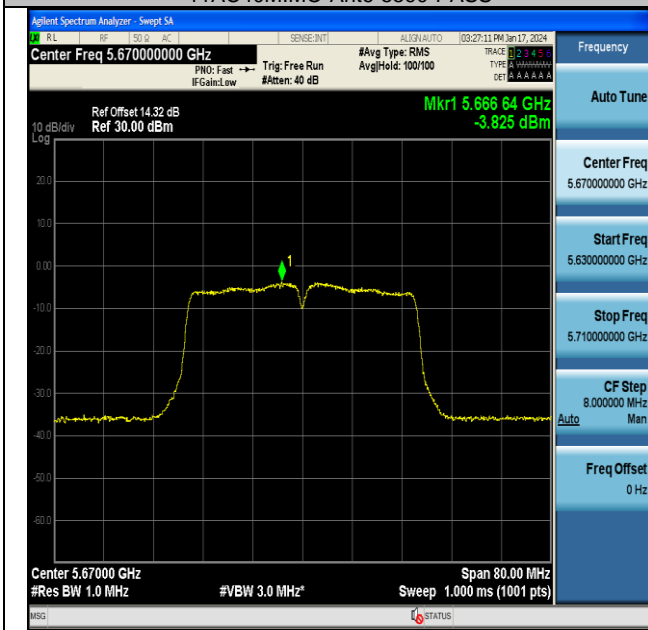 Agilent Spectrum Analyzer - Swept SA
RL RF 50 Ω AC SENSE:INT ALIGN AUTO 03:27:11 PM Jan 17, 2024
Center Freq 5.670000000 GHz
PNO: Fast
IFGain:Low
Trig: Free Run
#Atten: 40 dB
#Avg Type: RMS
Avg|Hold: 100/100
TRACE 1 2 3 4 5 6
TYPE A
DET A A A A A A
Ref Offset 14.32 dB
10 dB/div Ref 30.00 dBm
Log
Mkr1 5.666 64 GHz
-3.825 dBm
20.0
10.0
0.00
-10.0
-20.0
-30.0
-40.0
-50.0
-60.0
1
Center 5.67000 GHz Span 80.00 MHz
#Res BW 1.0 MHz #VBW 3.0 MHz* Sweep 1.000 ms (1001 pts)
MSG STATUS
Frequency
Auto Tune
Center Freq
5.670000000 GHz
Start Freq
5.630000000 GHz
Stop Freq
5.710000000 GHz
CF Step
8.000000 MHz
Auto Man
Freq Offset
0 Hz